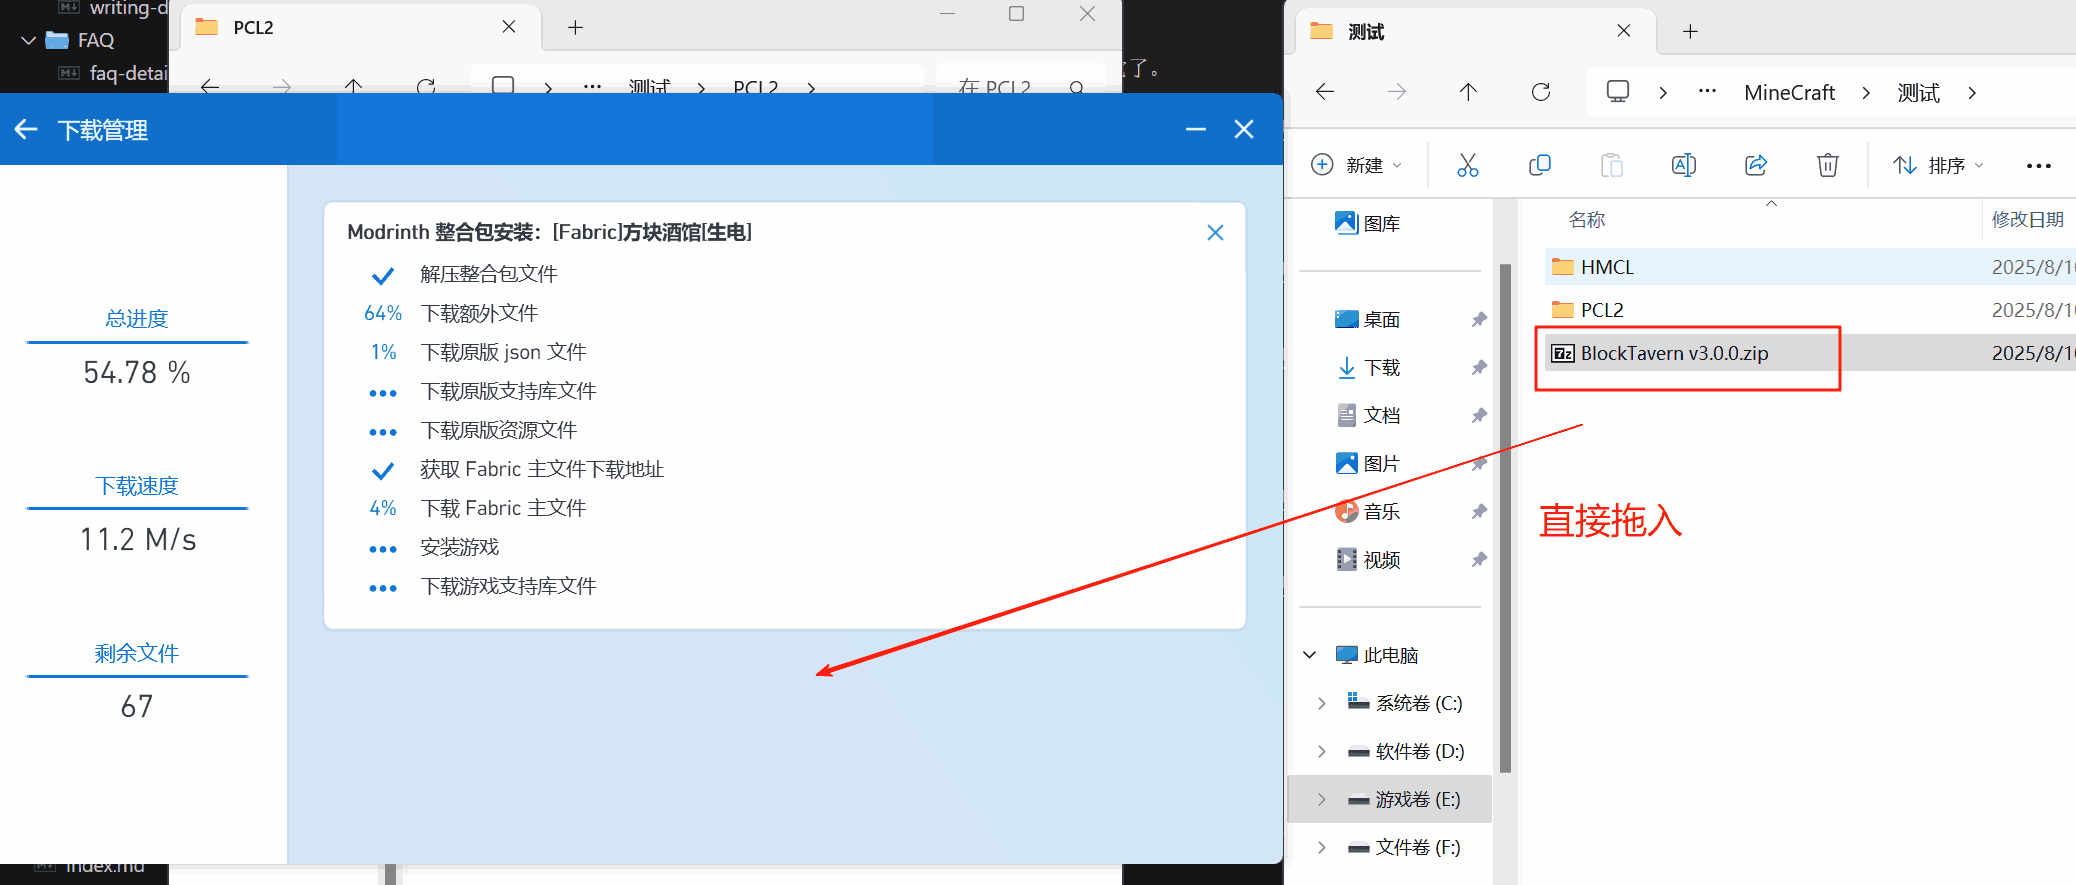 writing-d
FAQ
faq-detai
PCL2
测试
PCL2
在 PCL2
了。
下载管理
总进度
54.78 %
下载速度
11.2 M/s
剩余文件
67
Modrinth 整合包安装：[Fabric]方块酒馆[生电]
解压整合包文件
64% 下载额外文件
1% 下载原版 json 文件
下载原版支持库文件
下载原版资源文件
获取 Fabric 主文件下载地址
4% 下载 Fabric 主文件
安装游戏
下载游戏支持库文件
index.md
测试
MineCraft
测试
新建
排序
图库
桌面
下载
文档
图片
音乐
视频
此电脑
系统卷 (C:)
软件卷 (D:)
游戏卷 (E:)
文件卷 (F:)
名称 修改日期
HMCL 2025/8/10
PCL2 2025/8/10
BlockTavern v3.0.0.zip 2025/8/10
直接拖入